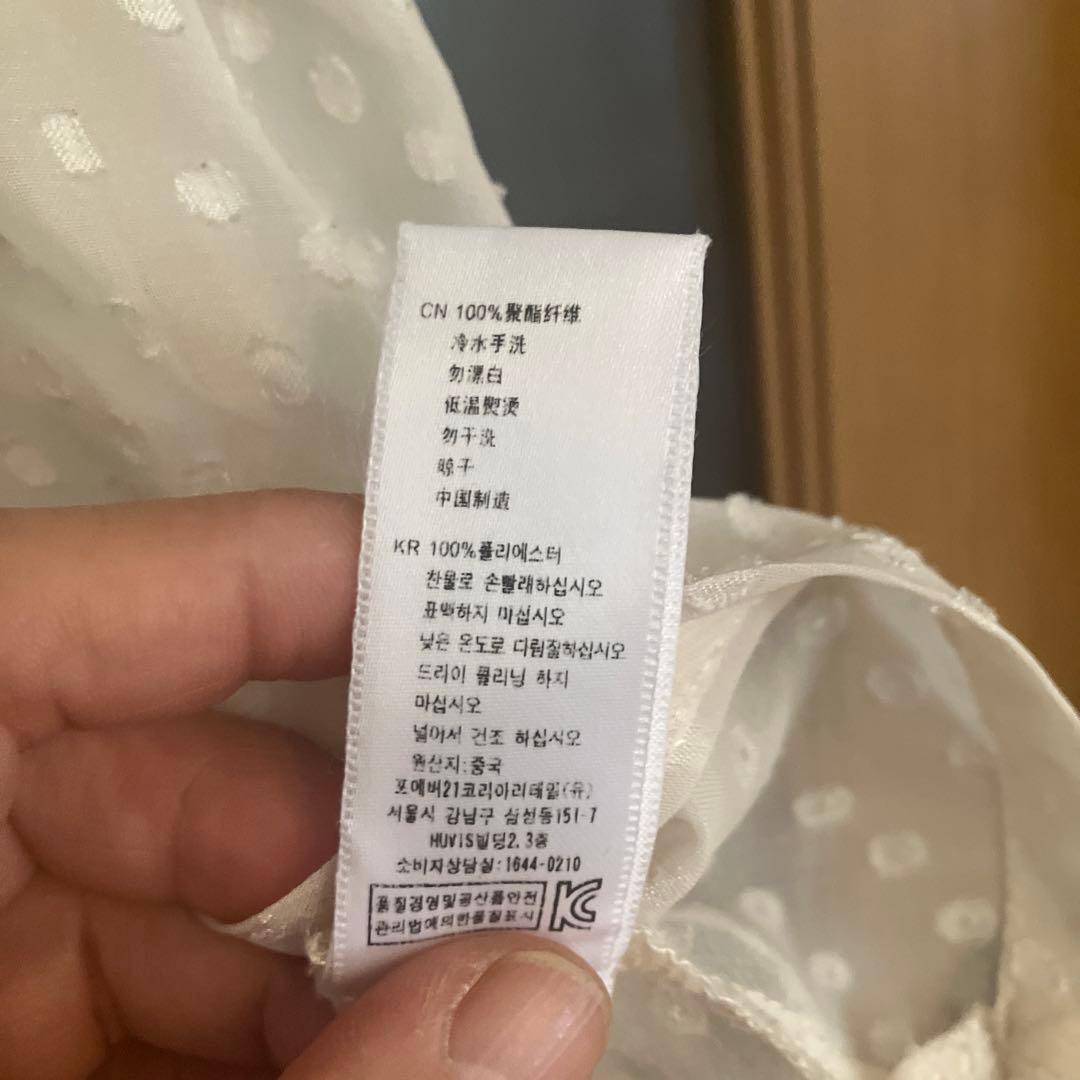 CN 100%聚酯纤维
冷水手洗
勿漂白
低温熨烫
勿干洗
晾干
中国制造
KR 100%폴리에스터
찬물로 손빨래하십시오
표백하지 마십시오
낮은 온도로 다림질하십시오
드라이 클리닝 하지
마십시오
널어서 건조 하십시오
원산지:중국
포에버21코리아리테일(유)
서울시 강남구 삼성동151-7
HUVIS빌딩2,3층
소비자상담실:1644-0210
품질경영및공산품안전
관리법에의한품질표시